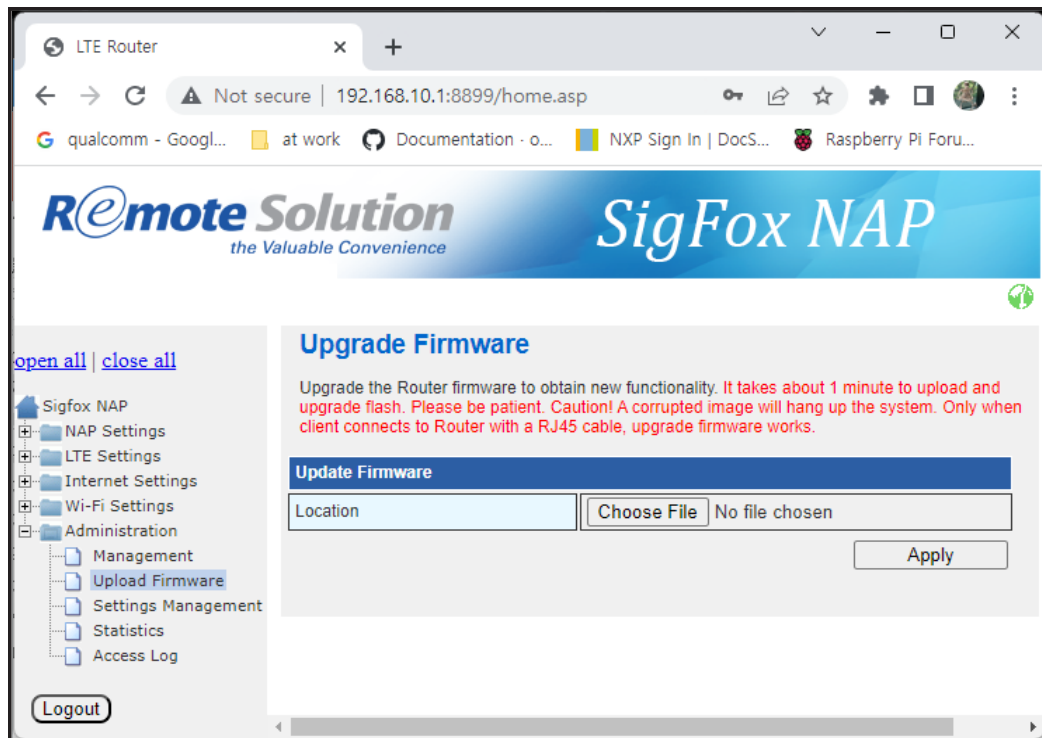 LTE Router
Not secure | 192.168.10.1:8899/home.asp
qualcomm - Googl...
at work
Documentation · o...
NXP Sign In | DocS...
Raspberry Pi Foru...
Remote Solution
the Valuable Convenience
SigFox NAP
open all | close all
Sigfox NAP
NAP Settings
LTE Settings
Internet Settings
Wi-Fi Settings
Administration
Management
Upload Firmware
Settings Management
Statistics
Access Log
Logout
Upgrade Firmware
Upgrade the Router firmware to obtain new functionality. It takes about 1 minute to upload and
upgrade flash. Please be patient. Caution! A corrupted image will hang up the system. Only when
client connects to Router with a RJ45 cable, upgrade firmware works.
Update Firmware
Location
Choose File No file chosen
Apply